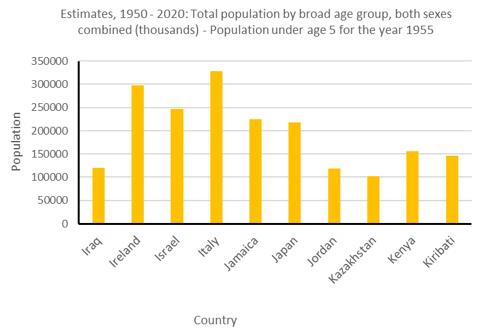 Estimates, 1950 - 2020: Total population by broad age group, both sexes
combined (thousands) - Population under age 5 for the year 1955
350000
300000
250000
200000
150000
100000
50000
0
Population
Iraq
Ireland
Israel
Italy
Jamaica
Japan
Jordan
Kazakhstan
Kenya
Kiribati
Country